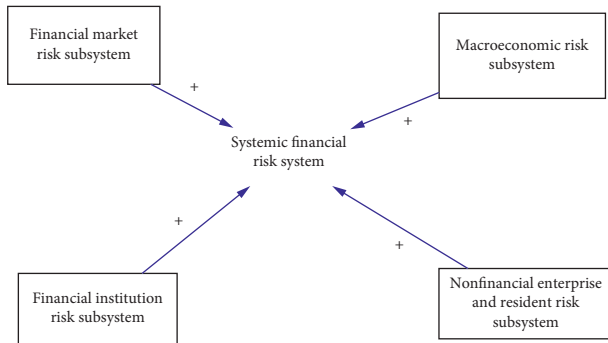 Financial market
risk subsystem
Macroeconomic risk
subsystem
+
+
Systemic financial
risk system
+
+
Financial institution
risk subsystem
Nonfinancial enterprise
and resident risk
subsystem